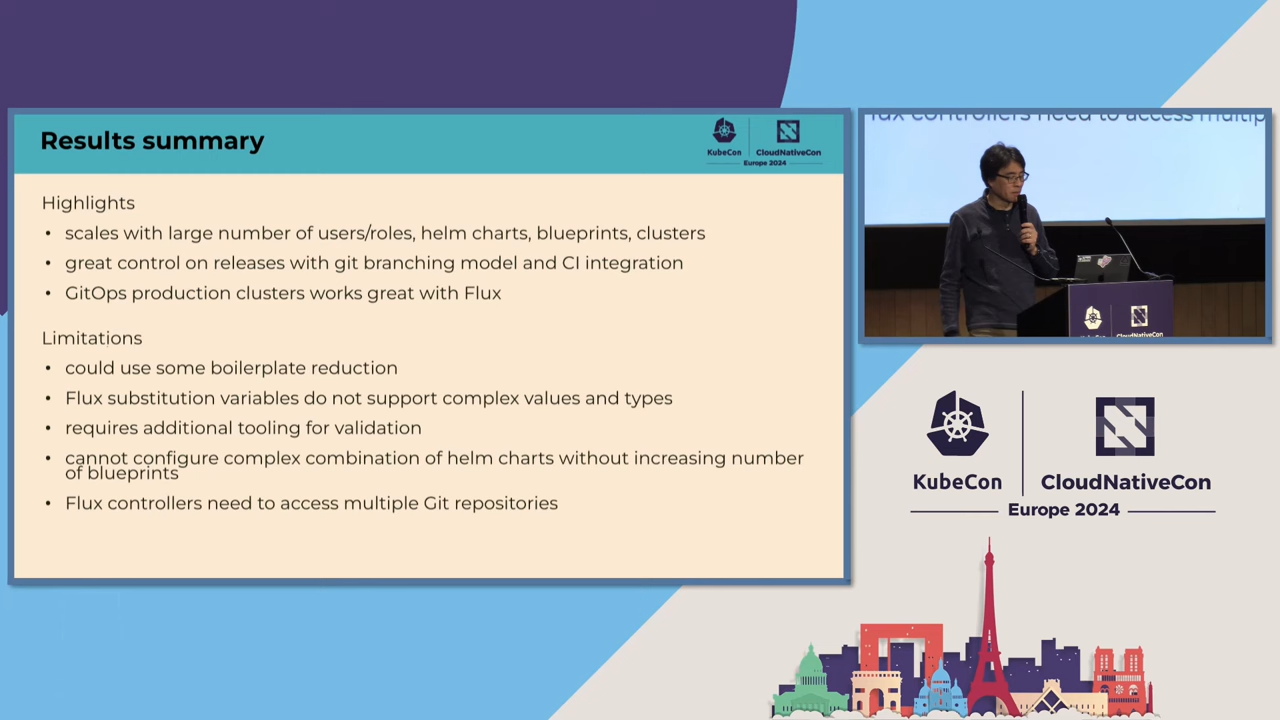 Results summary
KubeCon
CloudNativeCon
Europe 2024
Highlights
• scales with large number of users/roles, helm charts, blueprints, clusters
• great control on releases with git branching model and CI integration
• GitOps production clusters works great with Flux
Limitations
• could use some boilerplate reduction
• Flux substitution variables do not support complex values and types
• requires additional tooling for validation
• cannot configure complex combination of helm charts without increasing number
of blueprints
• Flux controllers need to access multiple Git repositories
controllers need to access
KubeCon
CloudNativeCon
KubeCon
CloudNativeCon
Europe 2024